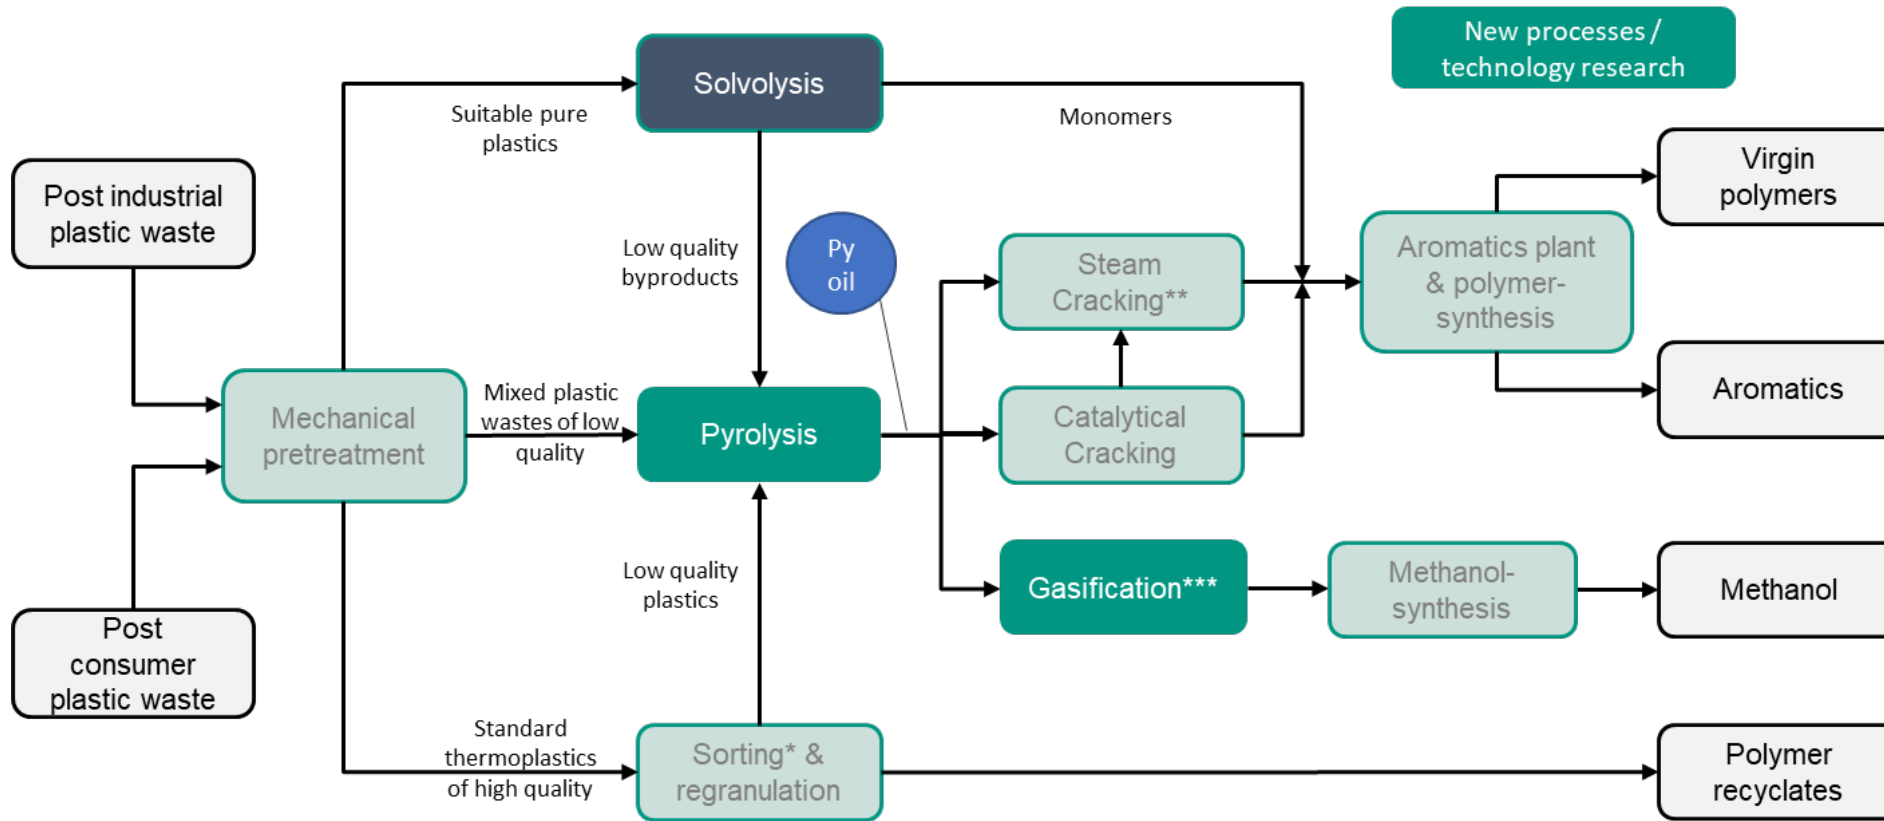 New processes /
technology research
Solvolysis
Suitable pure
plastics
Monomers
Virgin
polymers
Post industrial
plastic waste
Low quality
byproducts
Py
oil
Steam
Cracking**
Aromatics plant
& polymer-
synthesis
Mechanical
pretreatment
Mixed plastic
wastes of low
quality
Pyrolysis
Catalytical
Cracking
Aromatics
Low quality
plastics
Gasification***
Methanol-
synthesis
Methanol
Post
consumer
plastic waste
Standard
thermoplastics
of high quality
Sorting* &
regranulation
Polymer
recyclates